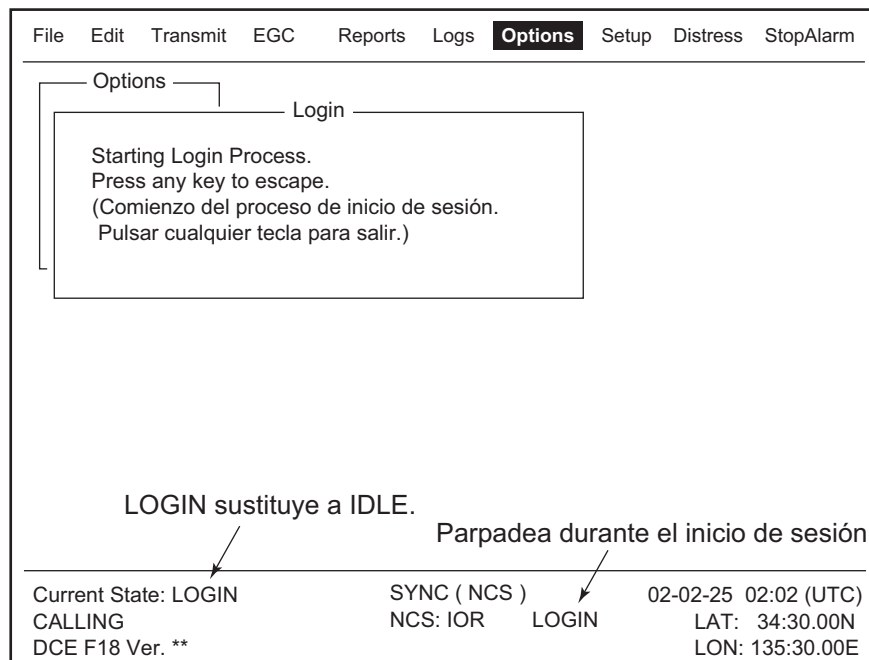 File Edit Transmit EGC Reports Logs Options Setup Distress StopAlarm
Options
Login
Starting Login Process.
Press any key to escape.
(Comienzo del proceso de inicio de sesión.
Pulsar cualquier tecla para salir.)
LOGIN sustituye a IDLE.
Parpadea durante el inicio de sesión
Current State: LOGIN SYNC ( NCS ) 02-02-25 02:02 (UTC)
CALLING NCS: IOR LOGIN LAT: 34:30.00N
DCE F18 Ver. ** LON: 135:30.00E